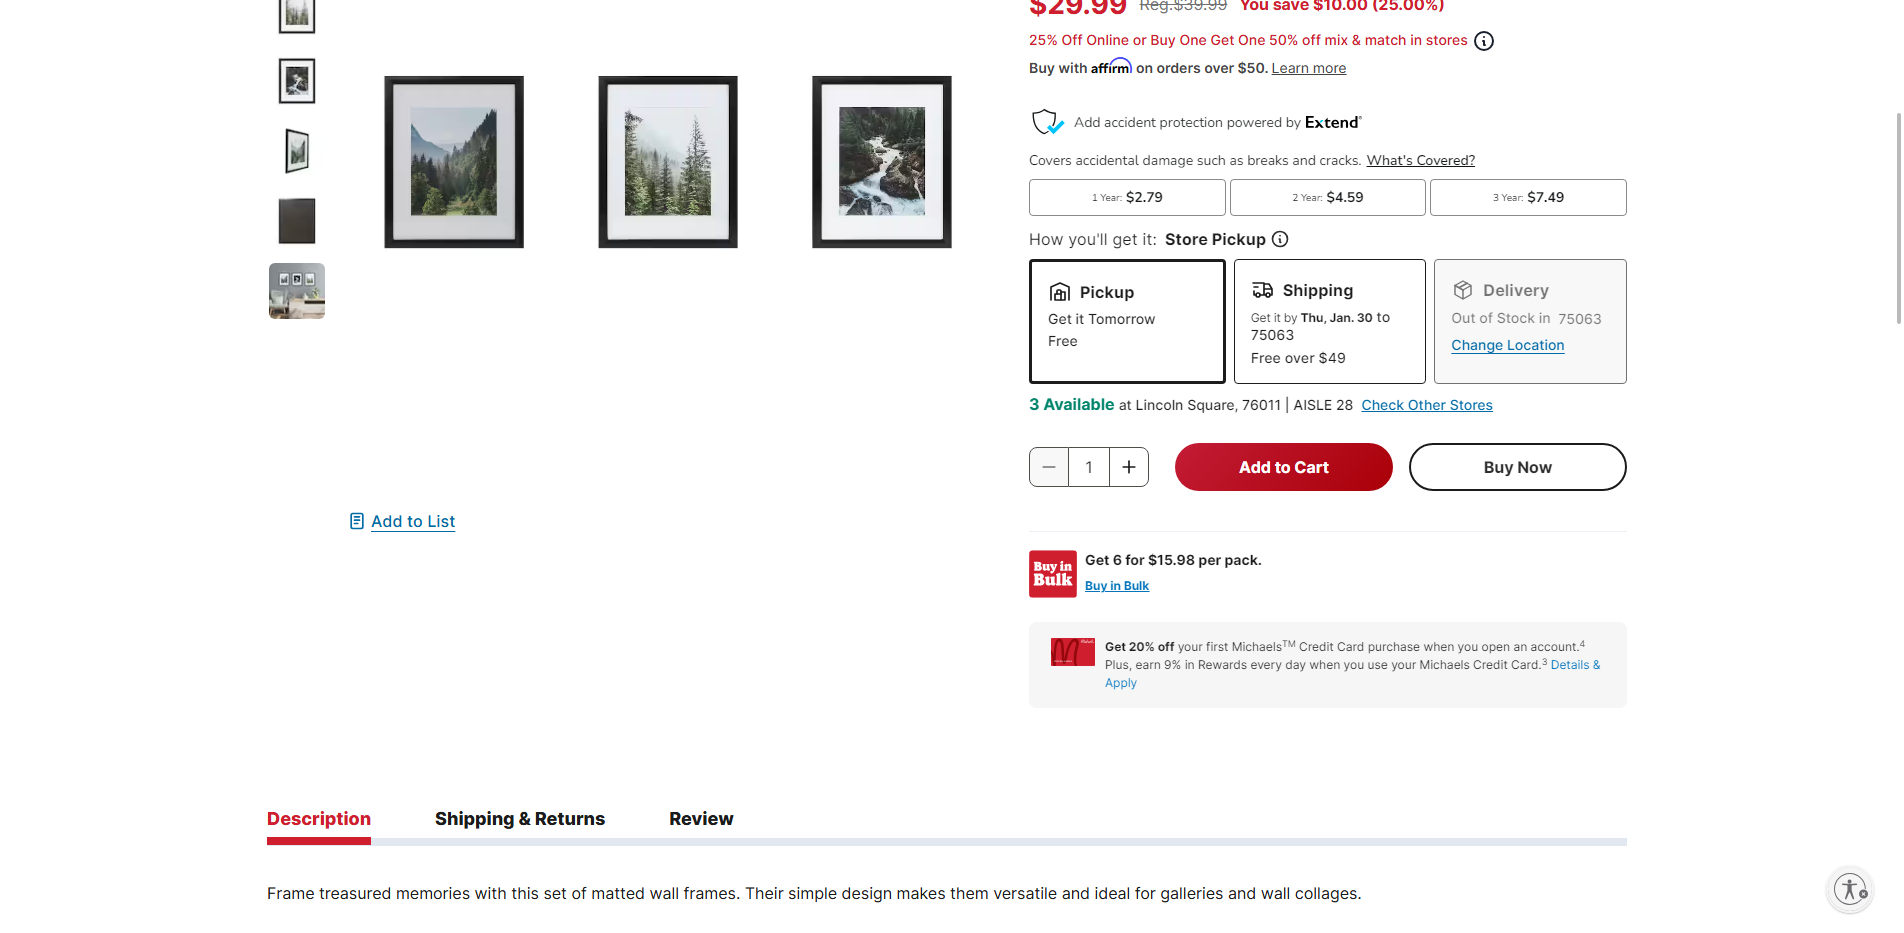 $29.99 Reg.$39.99 You save $10.00 (25.00%)
25% Off Online or Buy One Get One 50% off mix & match in stores
Buy with affirm on orders over $50. Learn more
Add accident protection powered by Extend
Covers accidental damage such as breaks and cracks. What's Covered?
1 Year: $2.79
2 Year: $4.59
3 Year: $7.49
How you'll get it: Store Pickup
Pickup
Get it Tomorrow
Free
Shipping
Get it by Thu, Jan. 30 to
75063
Free over $49
Delivery
Out of Stock in 75063
Change Location
3 Available at Lincoln Square, 76011 | AISLE 28 Check Other Stores
1
Add to Cart
Buy Now
Add to List
Buy in
Bulk
Get 6 for $15.98 per pack.
Buy in Bulk
Get 20% off your first Michaels™ Credit Card purchase when you open an account.⁴
Plus, earn 9% in Rewards every day when you use your Michaels Credit Card.³ Details &
Apply
Description
Shipping & Returns
Review
Frame treasured memories with this set of matted wall frames. Their simple design makes them versatile and ideal for galleries and wall collages.